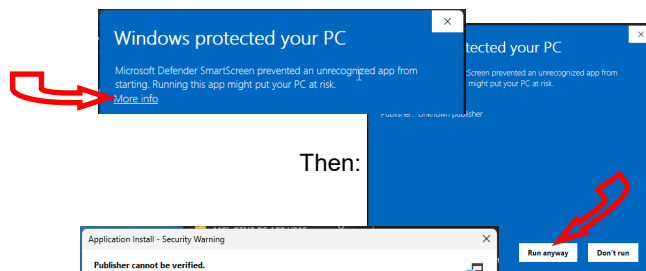 Windows protected your PC
Microsoft Defender SmartScreen prevented an unrecognized app from
starting. Running this app might put your PC at risk.
More info
Then:
tected your PC
Screen prevented an unrecognized app from
might put your PC at risk.
Publisher: Unknown publisher
Run anyway
Don't run
Application Install - Security Warning
Publisher cannot be verified.